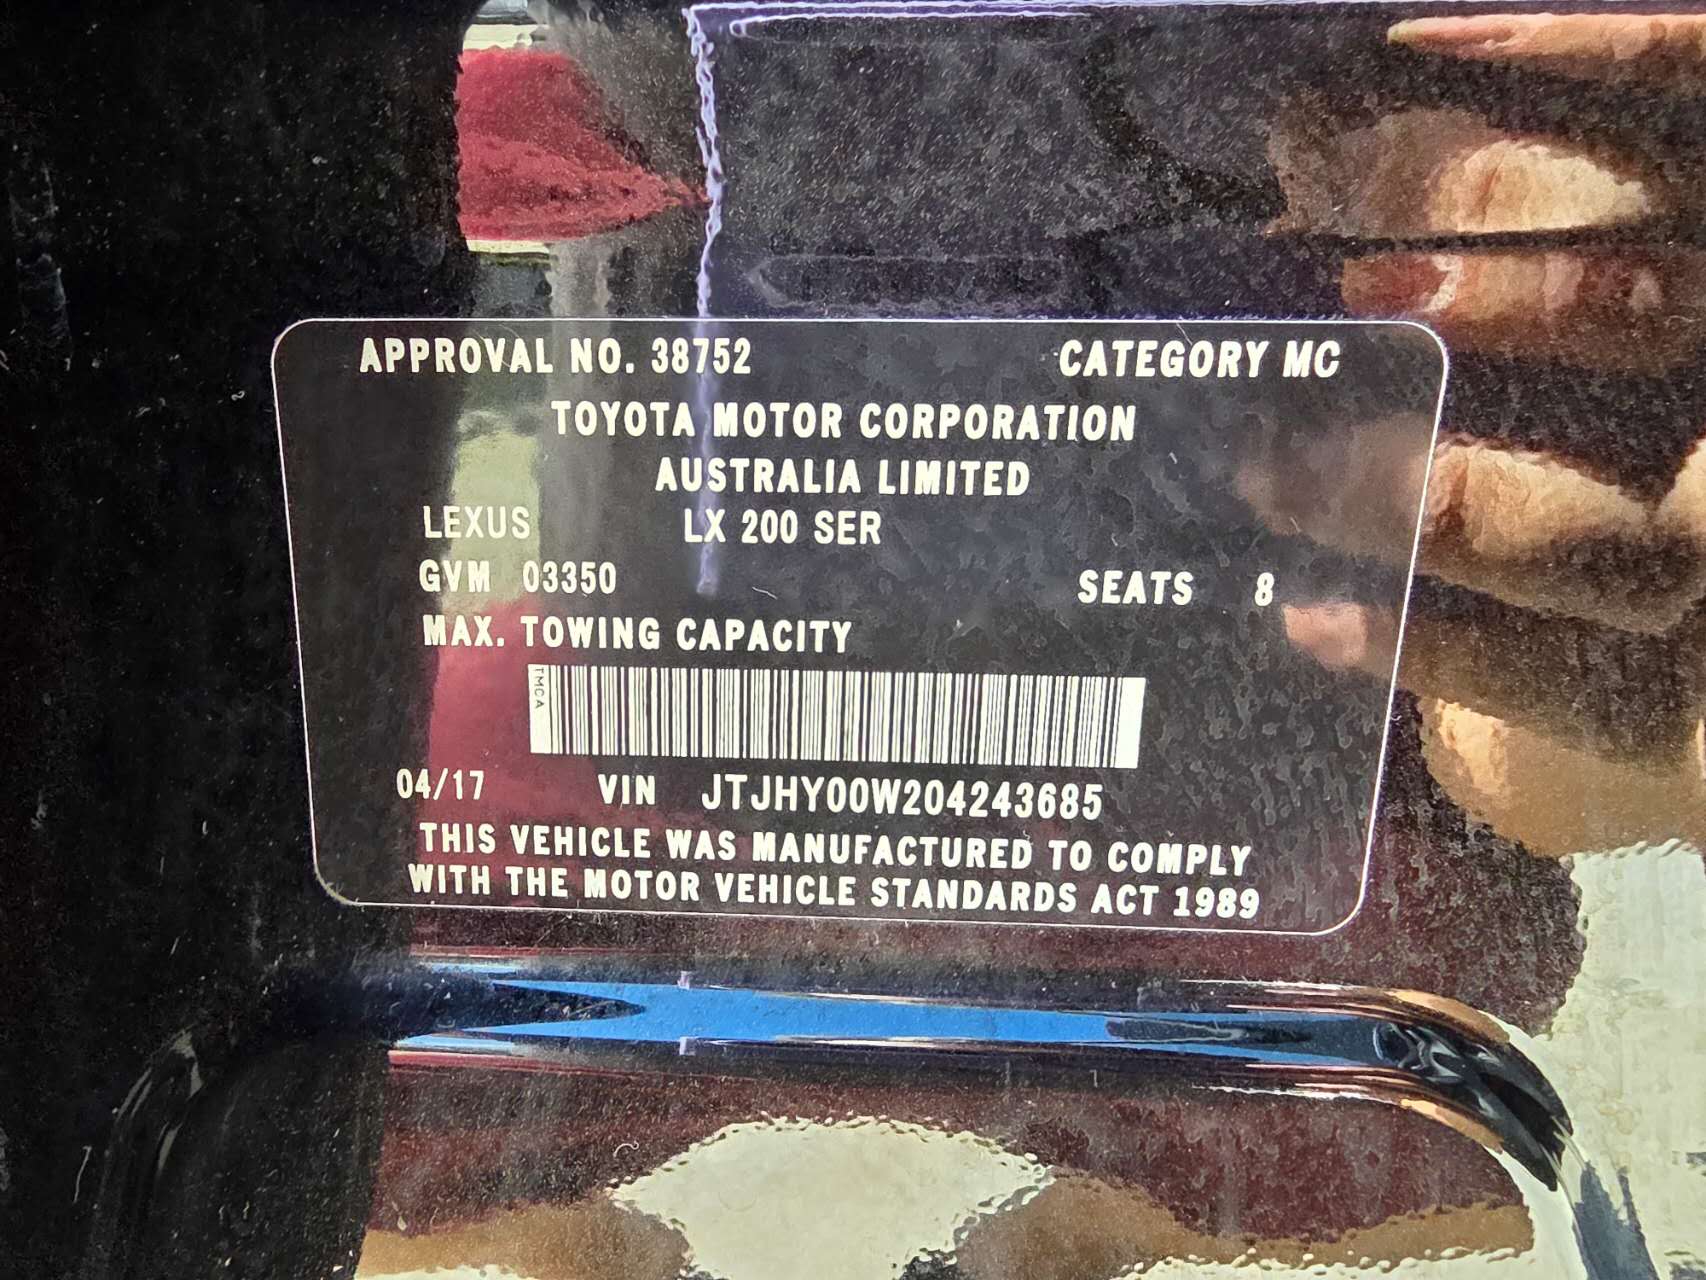 APPROVAL NO. 38752 CATEGORY MC
TOYOTA MOTOR CORPORATION
AUSTRALIA LIMITED
LEXUS LX 200 SER
GVM 03350 SEATS 8
MAX. TOWING CAPACITY
TMCA
04/17 VIN JTJHY00W204243685
THIS VEHICLE WAS MANUFACTURED TO COMPLY
WITH THE MOTOR VEHICLE STANDARDS ACT 1989